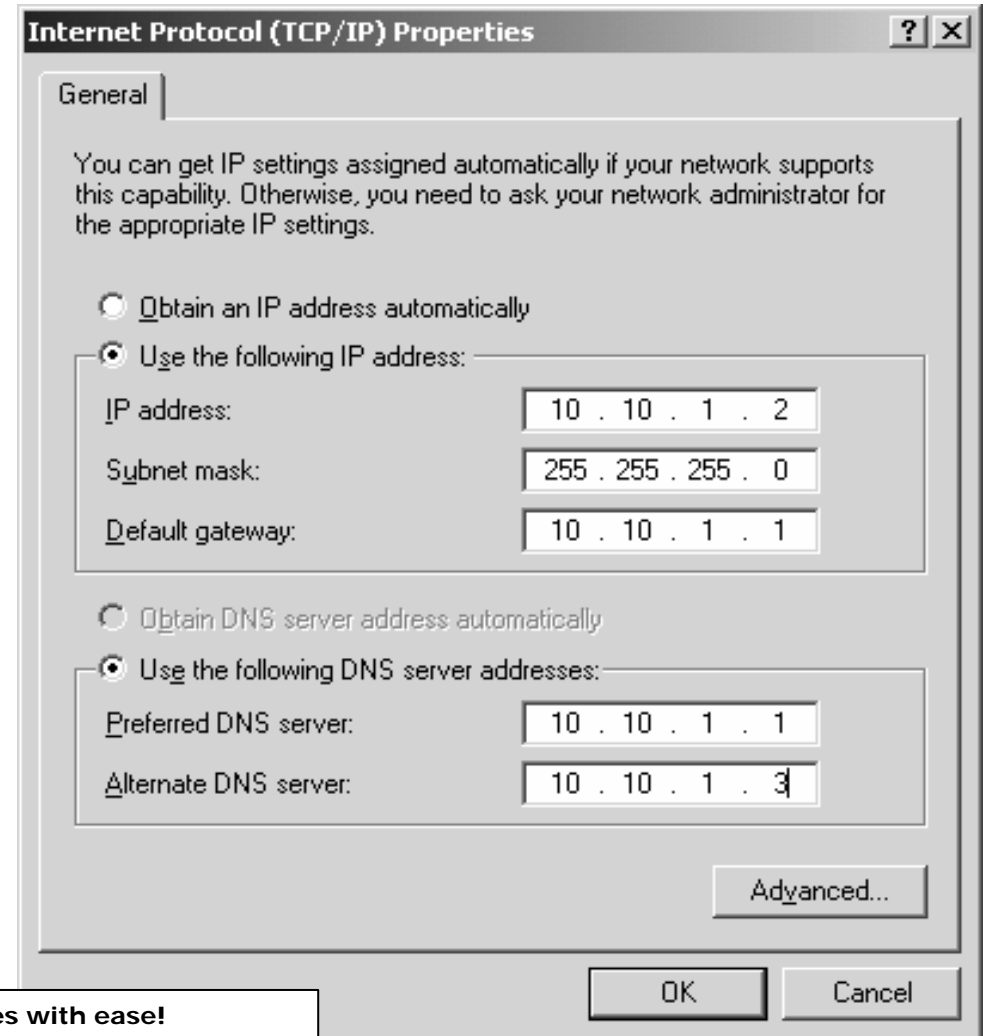 Internet Protocol (TCP/IP) Properties
General
You can get IP settings assigned automatically if your network supports
this capability. Otherwise, you need to ask your network administrator for
the appropriate IP settings.
Obtain an IP address automatically
Use the following IP address:
IP address: 10 . 10 . 1 . 2
Subnet mask: 255 . 255 . 255 . 0
Default gateway: 10 . 10 . 1 . 1
Obtain DNS server address automatically
Use the following DNS server addresses:
Preferred DNS server: 10 . 10 . 1 . 1
Alternate DNS server: 10 . 10 . 1 . 3
Advanced...
OK Cancel
with ease!